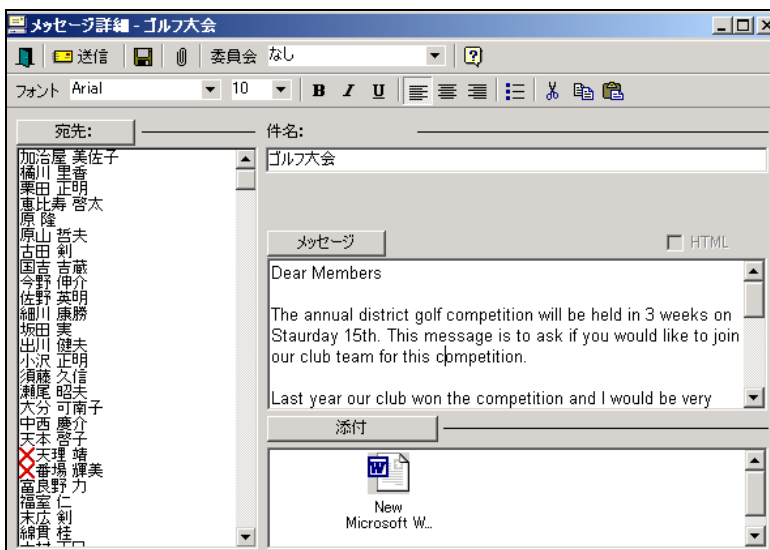 メッセージ詳細 - ゴルフ大会
送信 委員会 なし
フォント Arial 10 B I U
宛先:
加治屋 美佐子
橘川 里香
栗田 正明
恵比寿 啓太
原 隆
原山 哲夫
古田 剣
国吉 吉蔵
今野 伸介
佐野 英明
細川 康勝
坂田 実
出川 健夫
小沢 正明
須藤 久信
瀬尾 昭夫
大分 可南子
中西 慶介
天本 啓子
天理 靖
番場 輝美
富良野 力
福室 仁
末広 剣
綿貫 桂
件名:
ゴルフ大会
メッセージ HTML
Dear Members
The annual district golf competition will be held in 3 weeks on
Staurday 15th. This message is to ask if you would like to join
our club team for this competition.
Last year our club won the competition and I would be very
添付
New
Microsoft W...